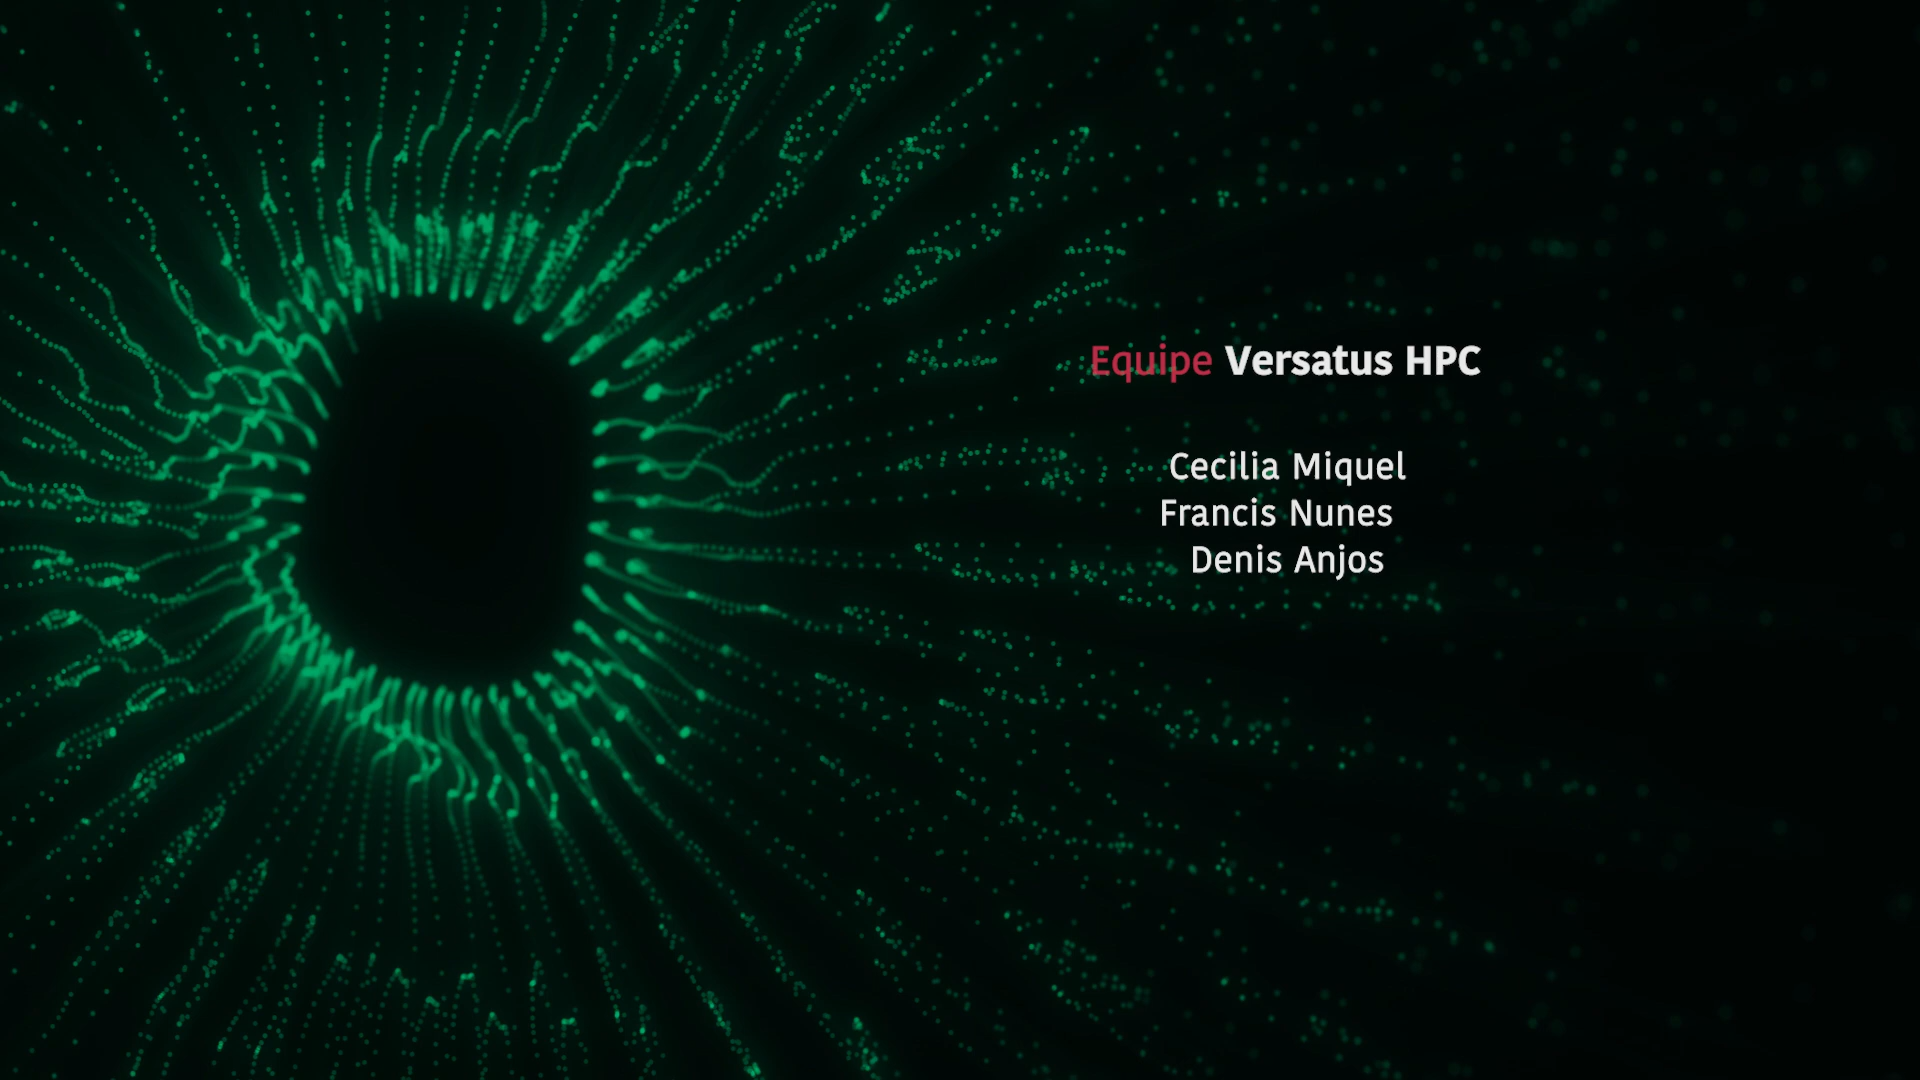 Equipe Versatus HPC
Cecilia Miquel
Francis Nunes
Denis Anjos